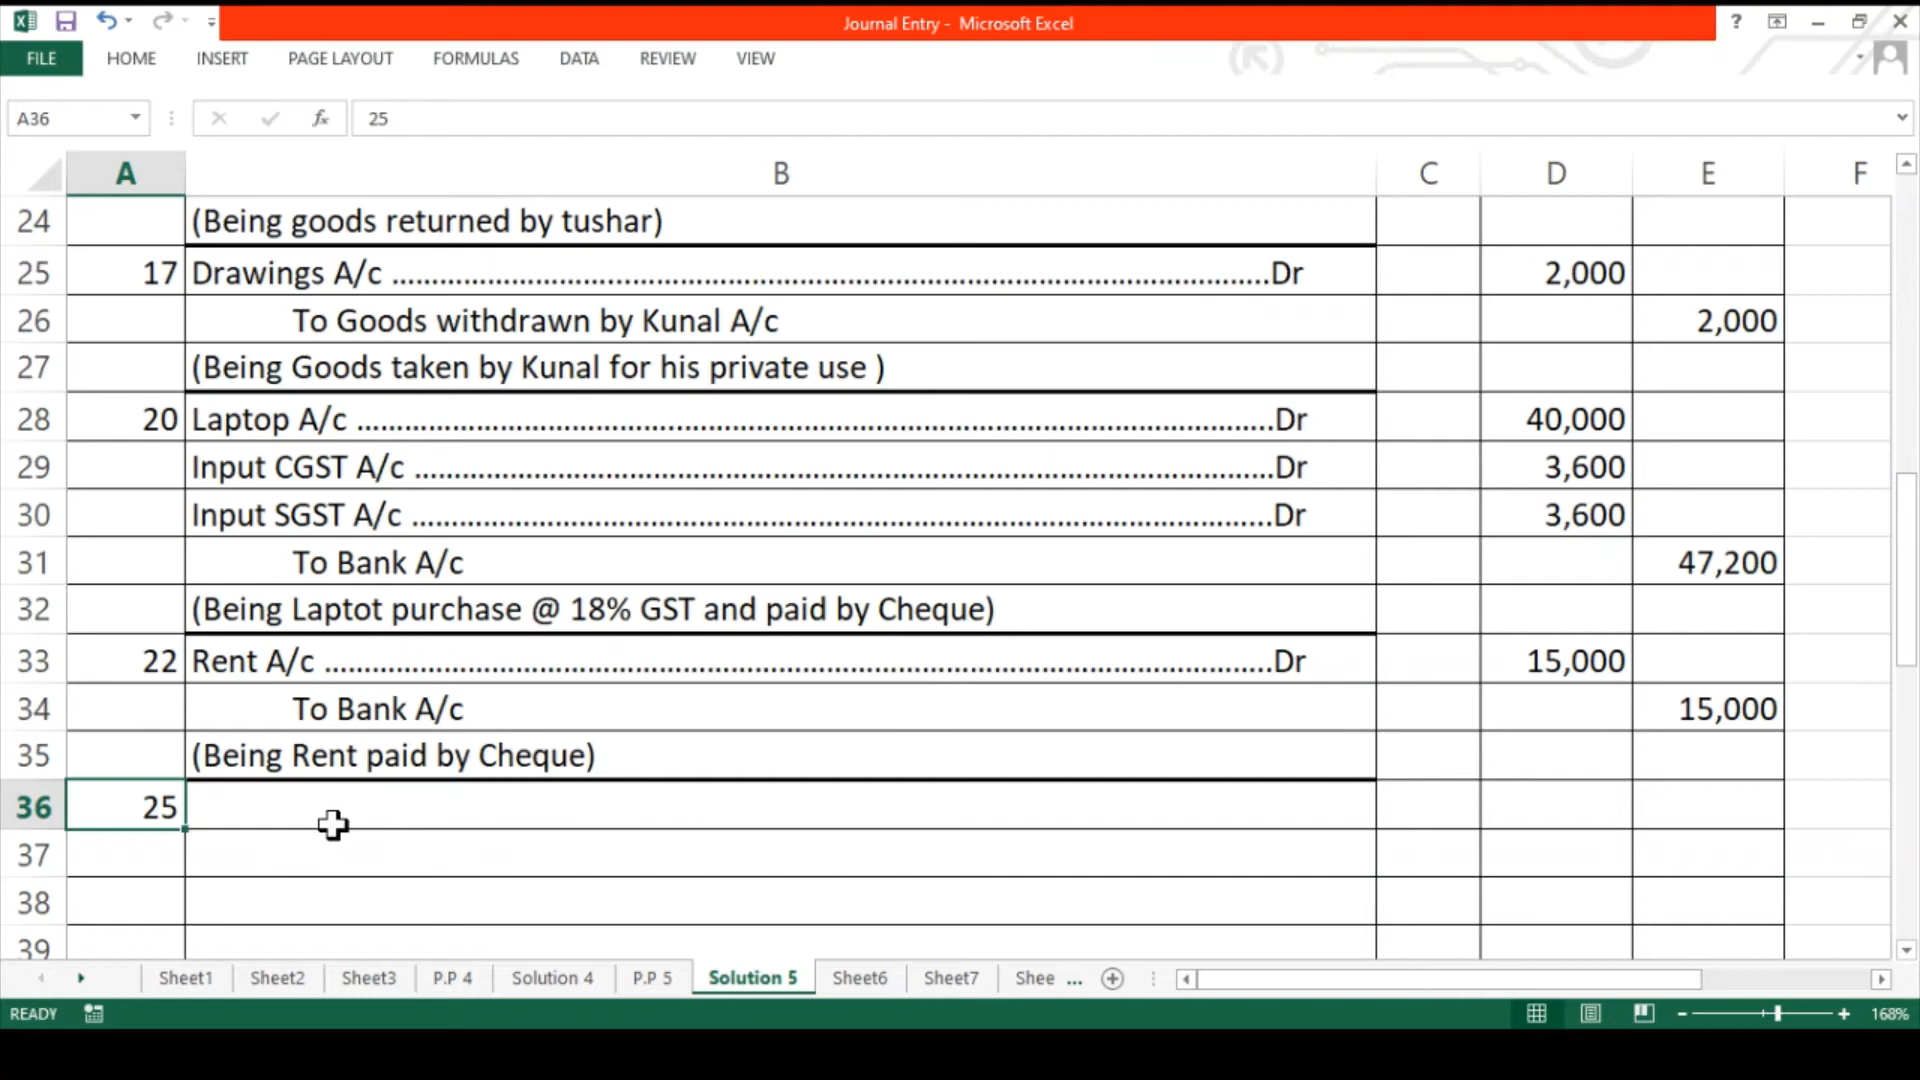 Journal Entry - Microsoft Excel
?
FILE HOME INSERT PAGE LAYOUT FORMULAS DATA REVIEW VIEW
A36 fx 25
A B C D E F
24 (Being goods returned by tushar)
25 17 Drawings A/c ..............................................................................................................Dr 2,000
26 To Goods withdrawn by Kunal A/c 2,000
27 (Being Goods taken by Kunal for his private use )
28 20 Laptop A/c ...................................................................................................................Dr 40,000
29 Input CGST A/c ............................................................................................................Dr 3,600
30 Input SGST A/c ............................................................................................................Dr 3,600
31 To Bank A/c 47,200
32 (Being Laptot purchase @ 18% GST and paid by Cheque)
33 22 Rent A/c .......................................................................................................................Dr 15,000
34 To Bank A/c 15,000
35 (Being Rent paid by Cheque)
36 25
37
38
39
Sheet1 Sheet2 Sheet3 P.P 4 Solution 4 P.P 5 Solution 5 Sheet6 Sheet7 Shee ...
READY 168%